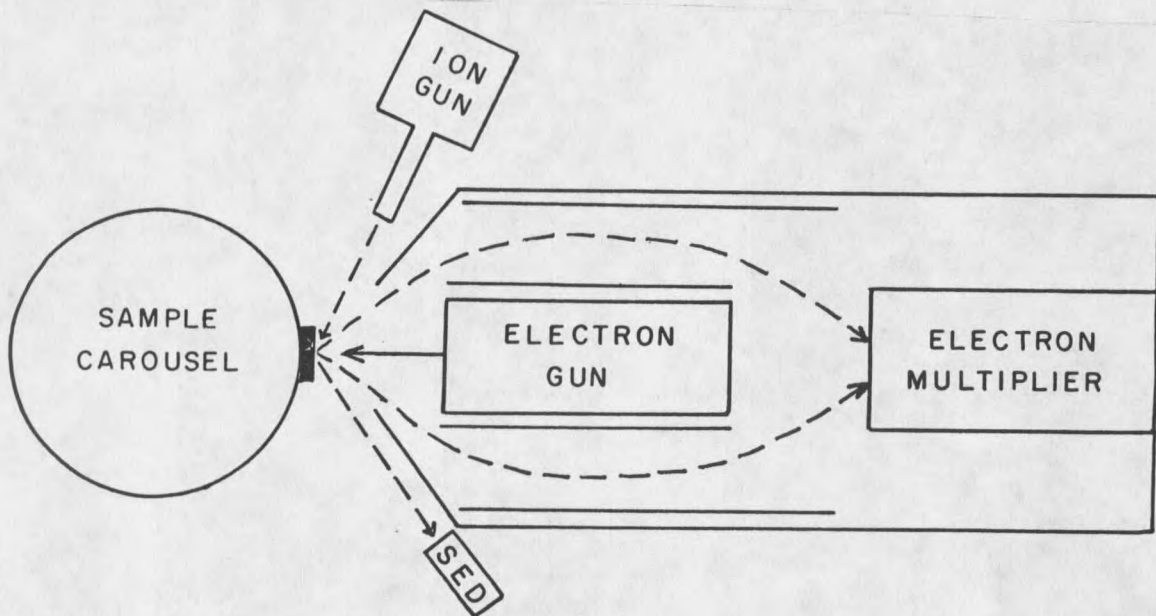 ION
GUN
SAMPLE
CAROUSEL
ELECTRON
GUN
ELECTRON
MULTIPLIER
SED